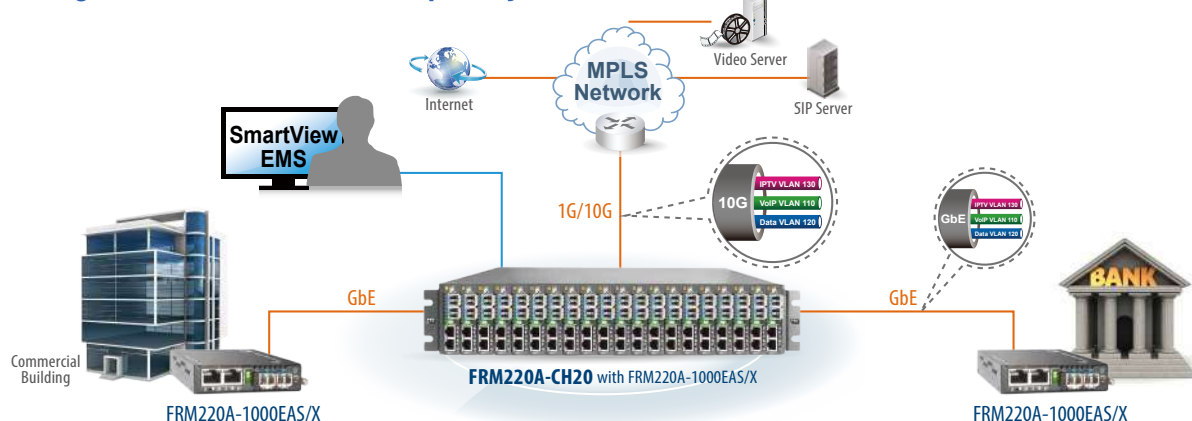 Video Server
MPLS
Network
Internet
SIP Server
SmartView
EMS
IPTV VLAN 130
10G
VoIP VLAN 110
Data VLAN 120
1G/10G
IPTV VLAN 130
GbE
VoIP VLAN 110
Data VLAN 120
BANK
GbE
GbE
Commercial
Building
FRM220A-CH20 with FRM220A-1000EAS/X
FRM220A-1000EAS/X
FRM220A-1000EAS/X